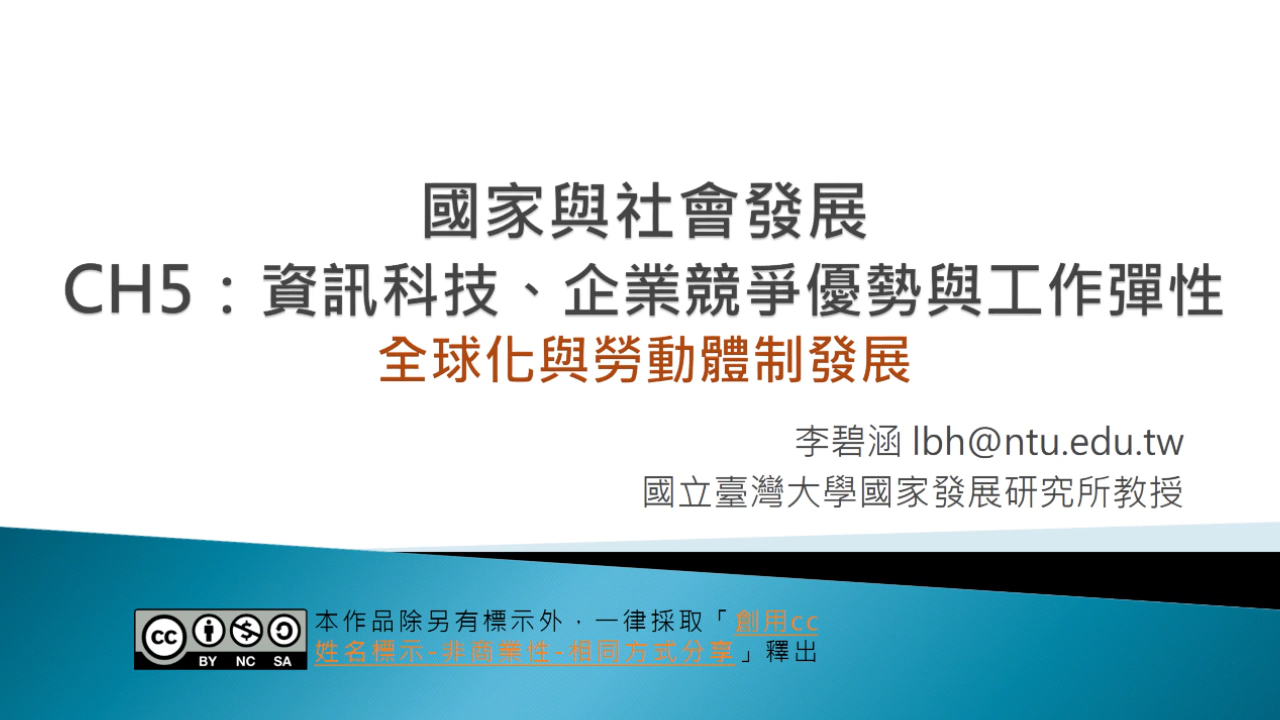 國家與社會發展
CH5：資訊科技、企業競爭優勢與工作彈性
全球化與勞動體制發展
李碧涵 lbh@ntu.edu.tw
國立臺灣大學國家發展研究所教授
本作品除另有標示外，一律採取「創用cc
姓名標示-非商業性-相同方式分享」釋出
cc
BY NC SA